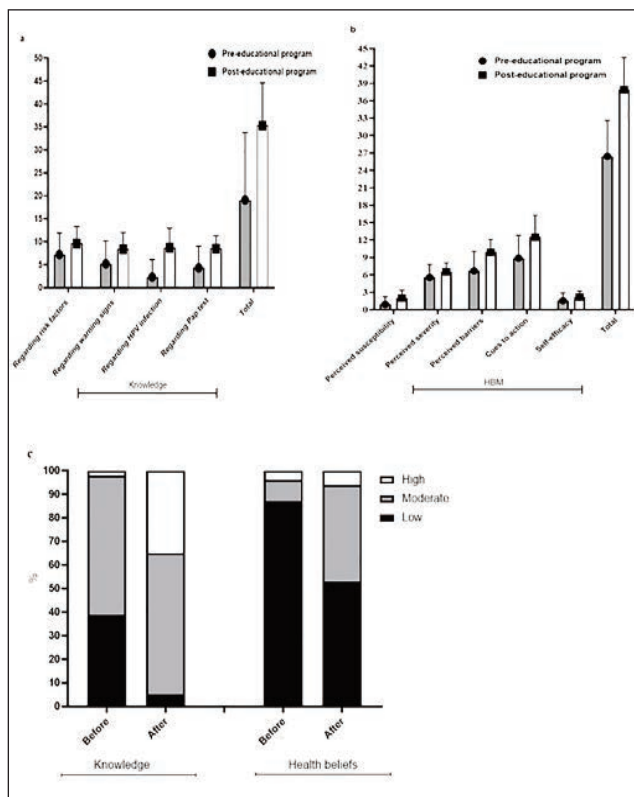 a
50
45
40
35
30
25
20
15
10
5
0
Pre-educational program
Post-educational program
Regarding risk factors
Regarding warning signs
Regarding HPV infection
Regarding Pap test
Total
Knowledge
b
45
42
39
36
33
30
27
24
21
18
15
12
9
6
3
0
Pre-educational program
Post-educational program
Perceived susceptibility
Perceived severity
Perceived barriers
Cues to action
Self-efficacy
Total
HBM
c
100
90
80
70
60
50
40
30
20
10
0
%
High
Moderate
Low
Before
After
Before
After
Knowledge
Health beliefs